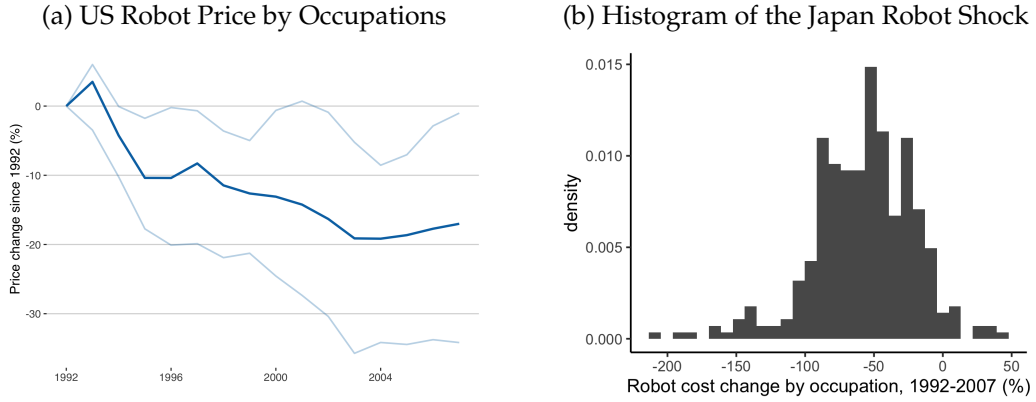 (a) US Robot Price by Occupations
Price change since 1992 (%)
0
-10
-20
-30
1992 1996 2000 2004
(b) Histogram of the Japan Robot Shock
density
0.015
0.010
0.005
0.000
-200 -150 -100 -50 0 50
Robot cost change by occupation, 1992-2007 (%)